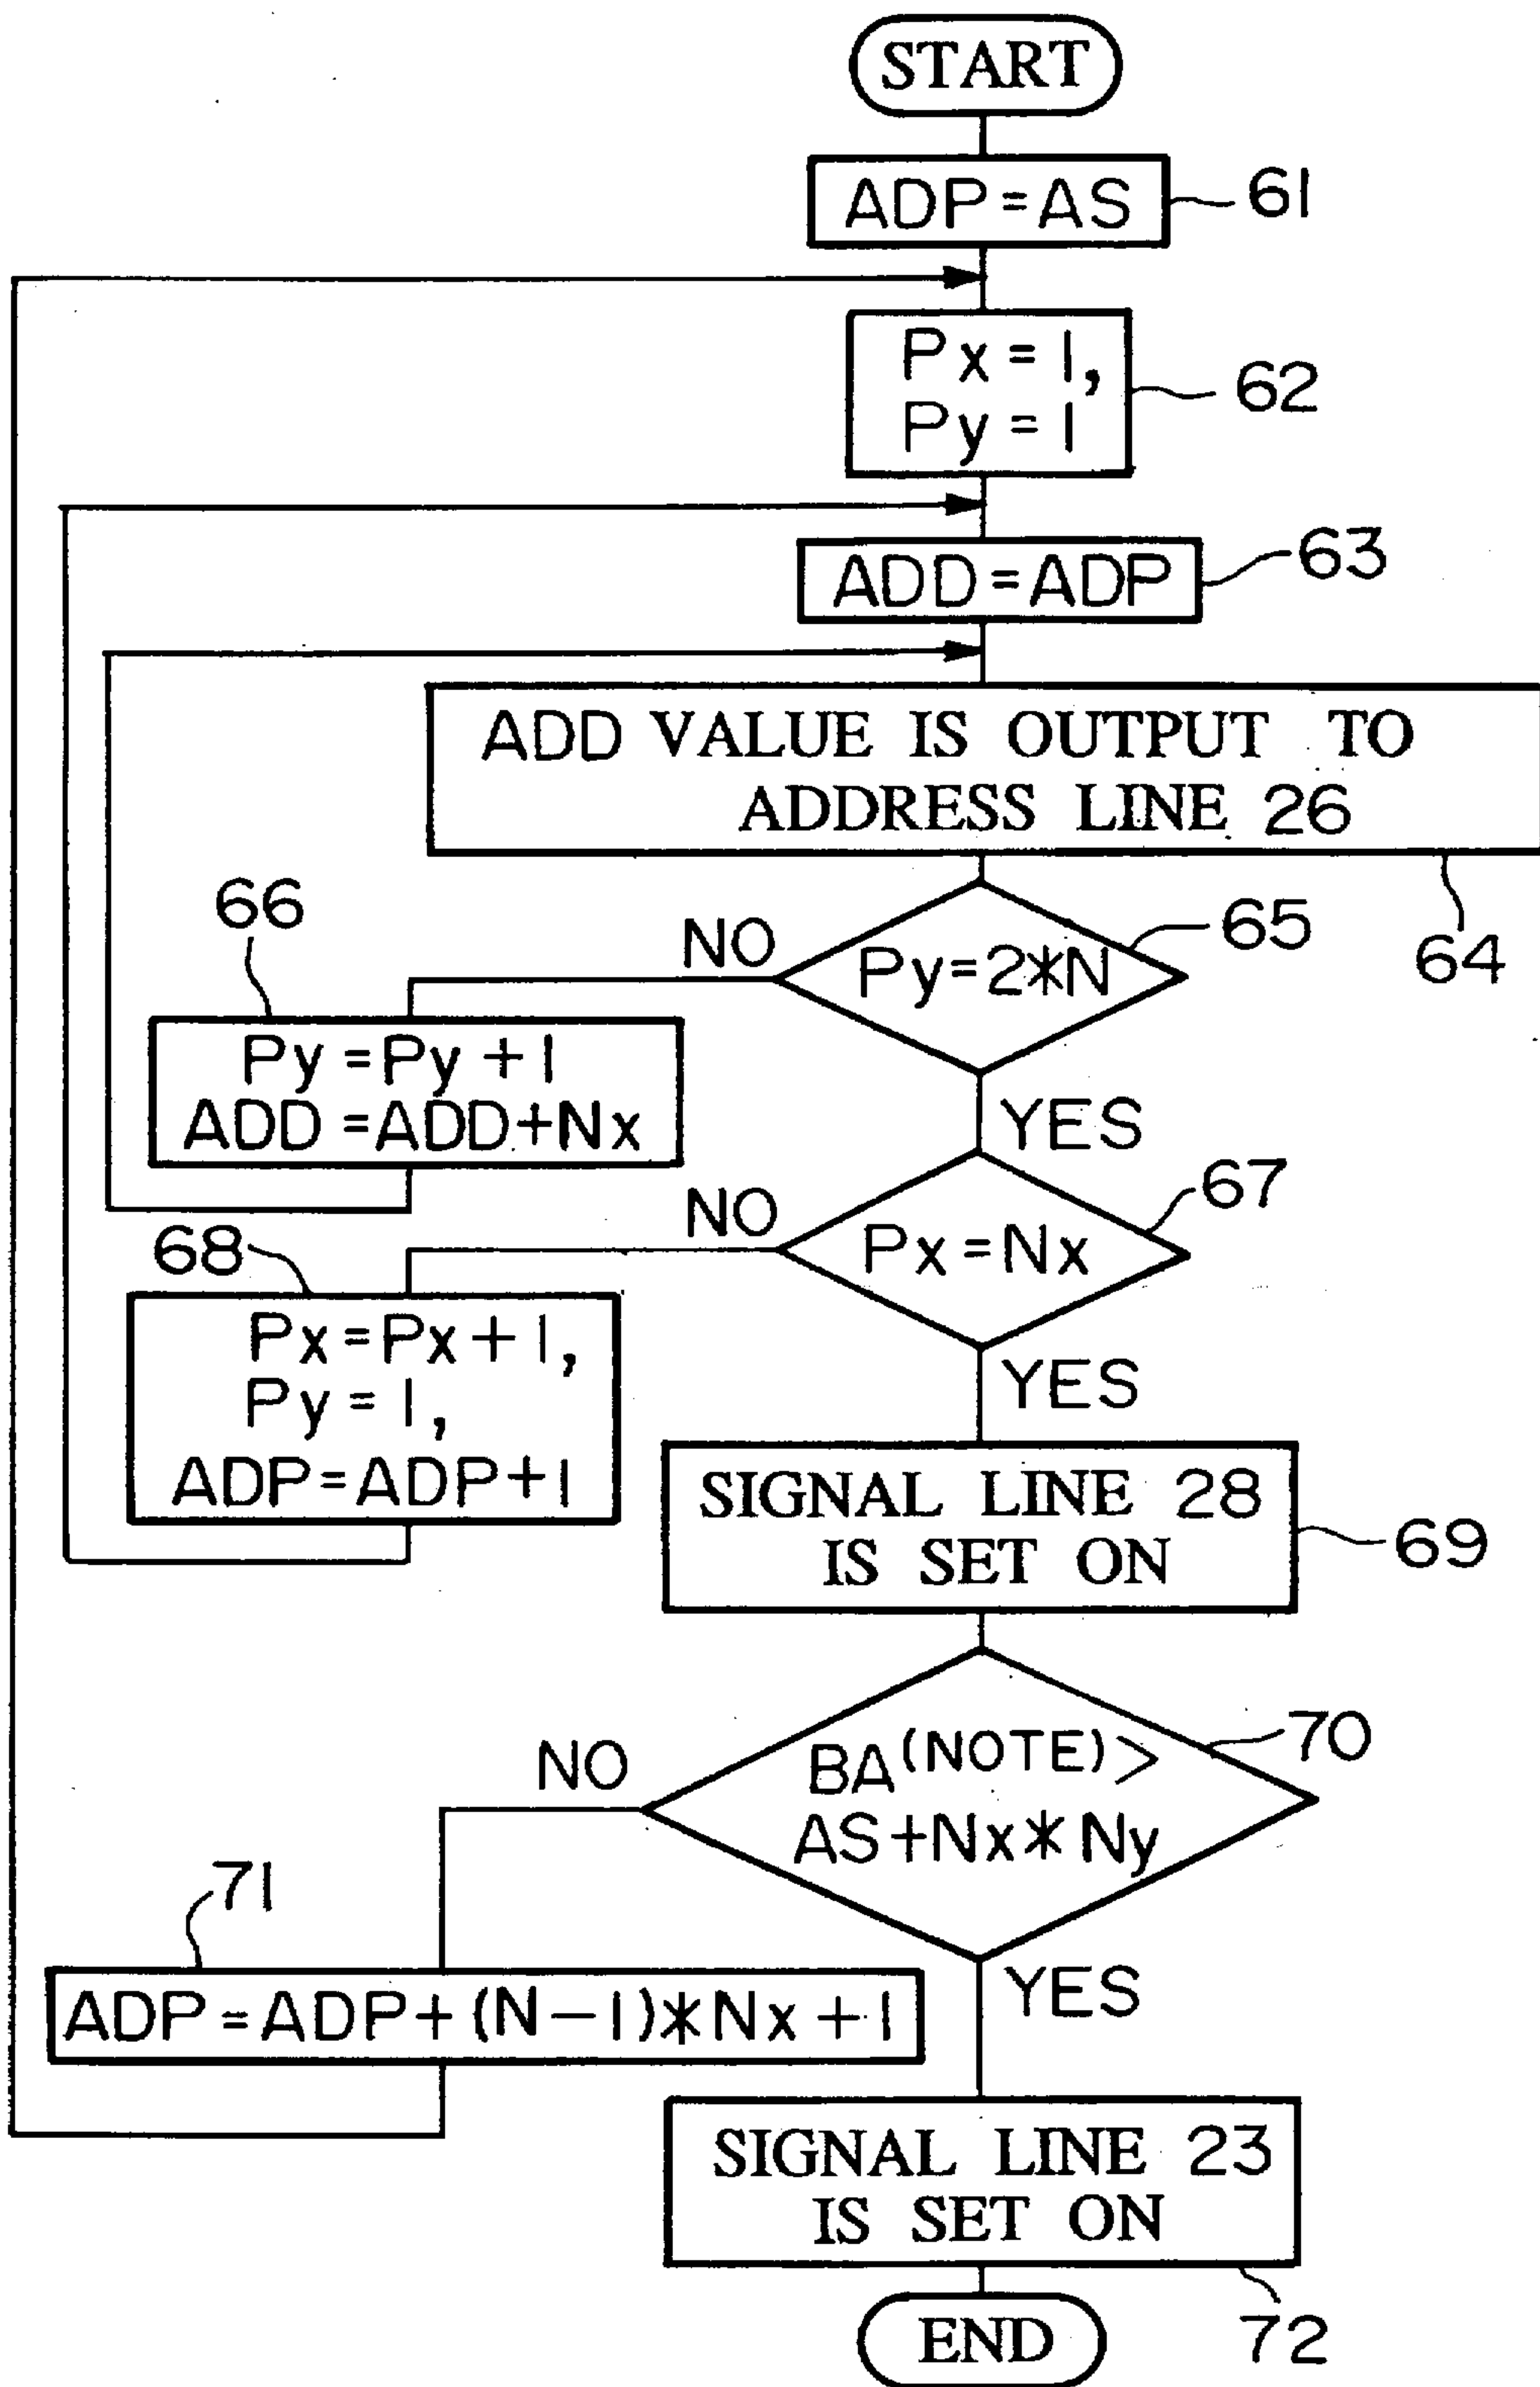 START
ADP=AS
61
Px=1,
Py=1
62
ADD=ADP
63
ADD VALUE IS OUTPUT TO
ADDRESS LINE 26
64
Py=2*N
65
NO
66
Py=Py+1
ADD=ADD+Nx
YES
Px=Nx
67
NO
68
Px=Px+1,
Py=1,
ADP=ADP+1
YES
SIGNAL LINE 28
IS SET ON
69
BA(NOTE)>
AS+Nx*Ny
70
NO
71
ADP=ADP+(N-1)*Nx+1
YES
SIGNAL LINE 23
IS SET ON
72
END